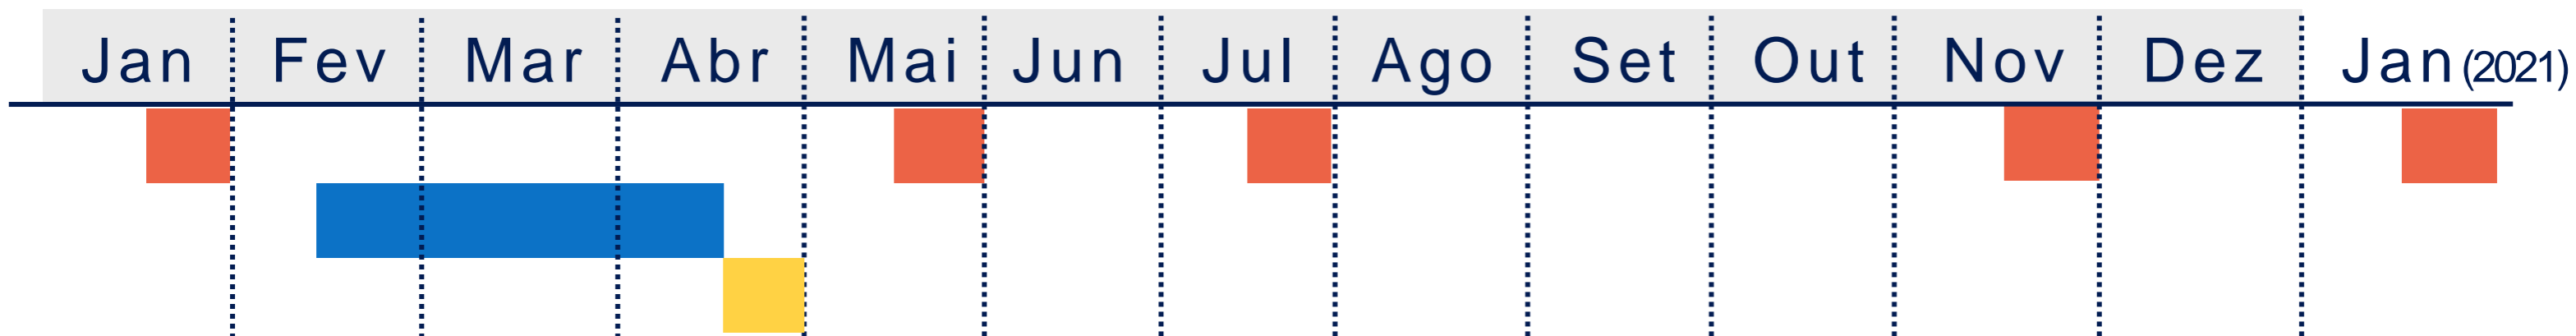 Jan Fev Mar Abr Mai Jun Jul Ago Set Out Nov Dez Jan (2021)